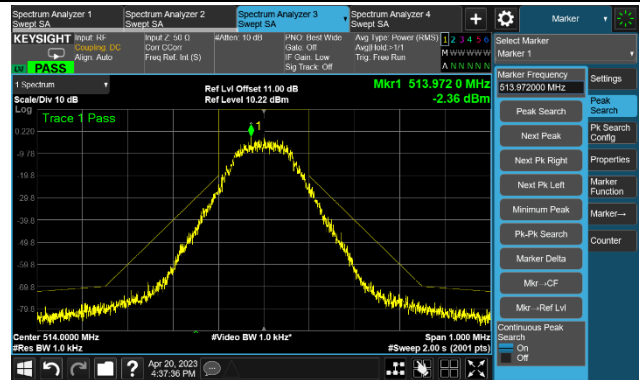 Spectrum Analyzer 1
Swept SA
Spectrum Analyzer 2
Swept SA
Spectrum Analyzer 3
Swept SA
Spectrum Analyzer 4
Swept SA
+
Marker
KEYSIGHT
Input: RF
Coupling: DC
Align: Auto
Input Z: 50 Ω
Corr CCorr
Freq Ref: Int (S)
#Atten: 10 dB
PNO: Best Wide
Gate: Off
IF Gain: Low
Sig Track: Off
Avg Type: Power (RMS)
Avg|Hold:>1/1
Trig: Free Run
1 2 3 4 5 6
M W W W W W
A N N N N N
LVI PASS
Select Marker
Marker 1
1 Spectrum
Scale/Div 10 dB
Ref Lvl Offset 11.00 dB
Ref Level 10.22 dBm
Mkr1 513.972 0 MHz
-2.36 dBm
Log
Trace 1 Pass
1
0.220
-9.78
-19.8
-29.8
-39.8
-49.8
-59.8
-69.8
-79.8
Center 514.0000 MHz
#Res BW 1.0 kHz
#Video BW 1.0 kHz*
Span 1.000 MHz
#Sweep 2.00 s (2001 pts)
Marker Frequency
513.972000 MHz
Peak Search
Next Peak
Next Pk Right
Next Pk Left
Minimum Peak
Pk-Pk Search
Marker Delta
Mkr→CF
Mkr→Ref Lvl
Continuous Peak
Search
On
Off
Settings
Peak
Search
Pk Search
Config
Properties
Marker
Function
Marker→
Counter
?
Apr 20, 2023
4:37:36 PM